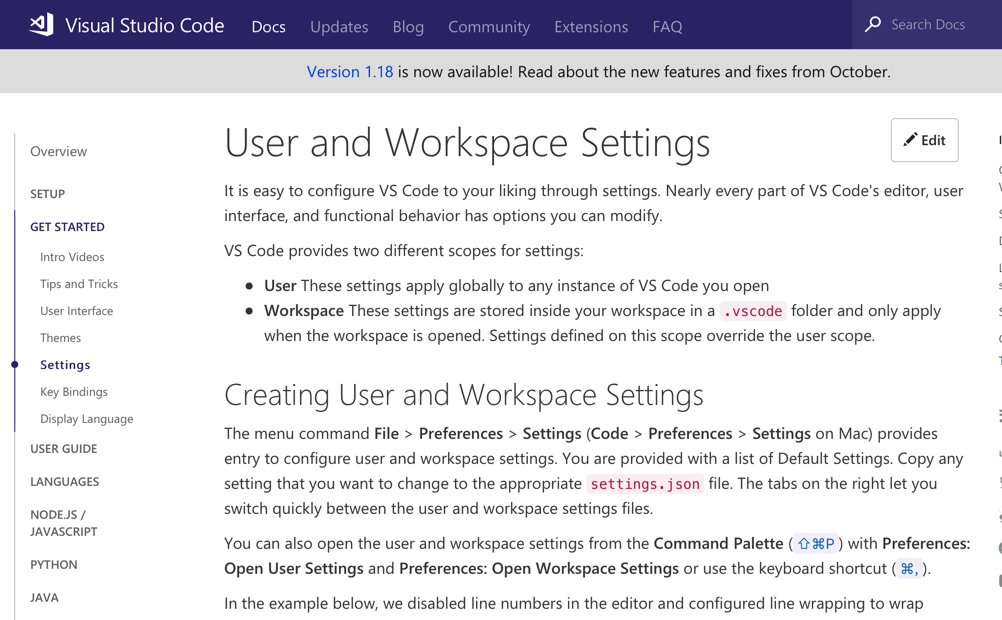 Visual Studio Code Docs Updates Blog Community Extensions FAQ Search Docs
Version 1.18 is now available! Read about the new features and fixes from October.
Overview
SETUP
GET STARTED
Intro Videos
Tips and Tricks
User Interface
Themes
Settings
Key Bindings
Display Language
USER GUIDE
LANGUAGES
NODE.JS /
JAVASCRIPT
PYTHON
JAVA
User and Workspace Settings
Edit
It is easy to configure VS Code to your liking through settings. Nearly every part of VS Code's editor, user
interface, and functional behavior has options you can modify.
VS Code provides two different scopes for settings:
● User These settings apply globally to any instance of VS Code you open
● Workspace These settings are stored inside your workspace in a .vscode folder and only apply
when the workspace is opened. Settings defined on this scope override the user scope.
Creating User and Workspace Settings
The menu command File > Preferences > Settings (Code > Preferences > Settings on Mac) provides
entry to configure user and workspace settings. You are provided with a list of Default Settings. Copy any
setting that you want to change to the appropriate settings.json file. The tabs on the right let you
switch quickly between the user and workspace settings files.
You can also open the user and workspace settings from the Command Palette (⇧⌘P) with Preferences:
Open User Settings and Preferences: Open Workspace Settings or use the keyboard shortcut (⌘,).
In the example below, we disabled line numbers in the editor and configured line wrapping to wrap